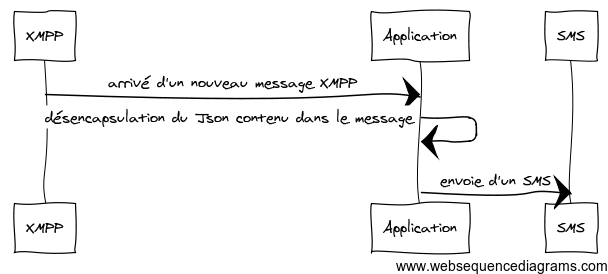 XMPP
Application
SMS
arrivé d'un nouveau message XMPP
désencapsulation du Json contenu dans le message
envoie d'un SMS
XMPP
Application
SMS
www.websequencediagrams.com